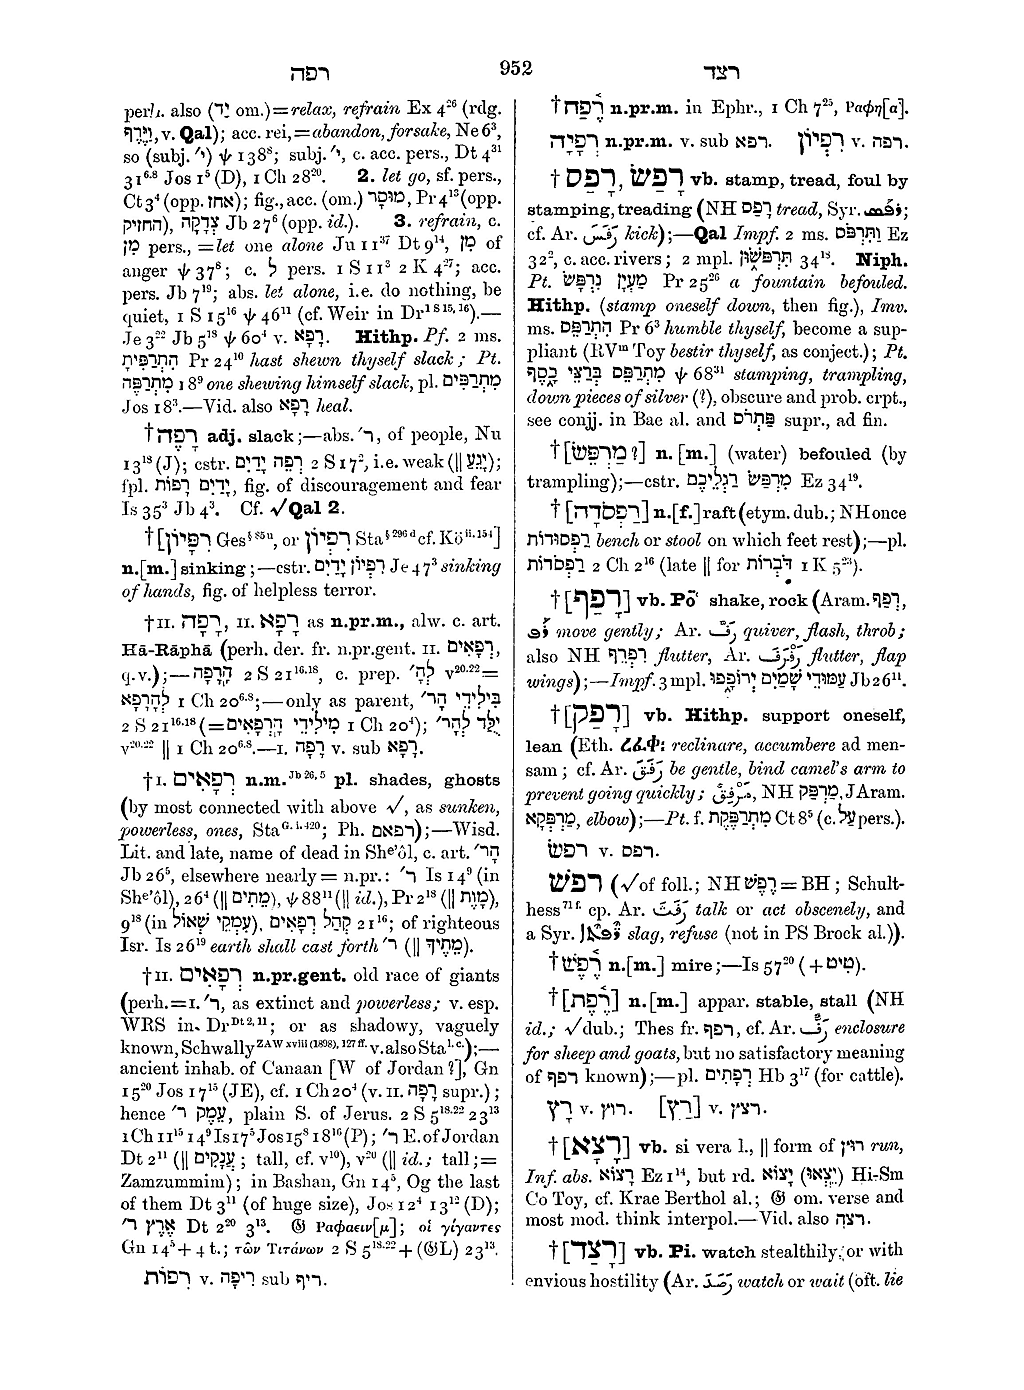 רפה
952
רצד
perh. also (יָד om.)=relax, refrain Ex 4²⁶ (rdg.
וַיִּרֶף, v. Qal); acc. rei,=abandon, forsake, Ne 6³,
so (subj. י׳) ψ 138⁸; subj. י׳, c. acc. pers., Dt 4³¹
31⁶·⁸ Jos 1⁵ (D), 1 Ch 28²⁰. 2. let go, sf. pers.,
Ct 3⁴ (opp. אחז); fig., acc. (om.) מוּסָר, Pr 4¹³ (opp.
החזיק), צְדָקָה Jb 27⁶ (opp. id.). 3. refrain, c.
מִן pers., =let one alone Ju 11³⁷ Dt 9¹⁴, מִן of
anger ψ 37⁸; c. לְ pers. 1 S 11³ 2 K 4²⁷; acc.
pers. Jb 7¹⁹; abs. let alone, i.e. do nothing, be
quiet, 1 S 15¹⁶ ψ 46¹¹ (cf. Weir in Dr¹ ˢ ¹⁵, ¹⁶).—
Je 3²² Jb 5¹⁸ ψ 60⁴ v. רָפָא. Hithp. Pf. 2 ms.
הִתְרַפִּיתָ Pr 24¹⁰ hast shewn thyself slack; Pt.
מִתְרַפֶּה 18⁹ one shewing himself slack, pl. מִתְרַפִּים
Jos 18³.—Vid. also רָפָא heal.
†רָפֶה adj. slack;—abs. ר׳, of people, Nu
13¹⁸ (J); cstr. רְפֵה יָדַיִם 2 S 17², i.e. weak (|| יָגֵעַ);
fpl. יָדַיִם רָפוֹת, fig. of discouragement and fear
Is 35³ Jb 4³. Cf. √Qal 2.
†[רִפָּיוֹן Ges§ ⁸⁵ᵘ, or רִפְיוֹן Sta§ ²⁹⁶ ᵈ cf. Köⁱⁱ·¹⁵⁴]
n.[m.] sinking;—cstr. רִפְיוֹן יָדַיִם Je 47³ sinking
of hands, fig. of helpless terror.
†II. רָפָה, II. רָפָא as n.pr.m., alw. c. art.
Hā-Rāphā (perh. der. fr. n.pr.gent. II. רְפָאִים,
q.v.);—הָרָפָה 2 S 21¹⁶·¹⁸, c. prep. לְהָ׳ v²⁰·²²=
לְהָרָפָא 1 Ch 20⁶·⁸;—only as parent, בִּילִידֵי הָר׳
2 S 21¹⁶·¹⁸ (=מִילִידֵי הָרְפָאִים 1 Ch 20⁴); יֻלַּד לְהָר׳
v²⁰·²² || 1 Ch 20⁶·⁸.—I. רָפָה v. sub רָפָא.
†I. רְפָאִים n.m.ᴶᵇ ²⁶, ⁵ pl. shades, ghosts
(by most connected with above √, as sunken,
powerless, ones, Staᴳ· ⁱ· ⁴²⁰; Ph. רפאם);—Wisd.
Lit. and late, name of dead in Sheʾôl, c. art. הָר׳
Jb 26⁵, elsewhere nearly = n.pr.: ר׳ Is 14⁹ (in
Sheʾôl), 26⁴ (|| מֵתִים), ψ 88¹¹ (|| id.), Pr 2¹⁸ (|| מָוֶת),
9¹⁸ (in עִמְקֵי שְׁאוֹל), קְהַל רְפָאִים 21¹⁶; of righteous
Isr. Is 26¹⁹ earth shall cast forth ר׳ (|| מֵתֶיךָ).
†II. רְפָאִים n.pr.gent. old race of giants
(perh.=I. ר׳, as extinct and powerless; v. esp.
WRS in Drᴰᵗ ², ¹¹; or as shadowy, vaguely
known, Schwallyᶻᴬᵂ ˣᵛⁱⁱⁱ ⁽¹⁸⁹⁸⁾, ¹²⁷ ᶠᶠ· v. also Staˡ·ᶜ·);—
ancient inhab. of Canaan [W of Jordan?], Gn
15²⁰ Jos 17¹⁵ (JE), cf. 1 Ch 20⁴ (v. II. רָפָה supr.);
hence עֵמֶק ר׳, plain S. of Jerus. 2 S 5¹⁸·²² 23¹³
1 Ch 11¹⁵ 14⁹ Is 17⁵ Jos 15⁸ 18¹⁶ (P); ר׳ E. of Jordan
Dt 2¹¹ (|| עֲנָקִים; tall, cf. v¹⁰), v²⁰ (|| id.; tall;=
Zamzummim); in Bashan, Gn 14⁵, Og the last
of them Dt 3¹¹ (of huge size), Jos 12⁴ 13¹² (D);
אֶרֶץ ר׳ Dt 2²⁰ 3¹³. 𝔊 Ραφαειν[μ]; οἱ γίγαντες
Gn 14⁵+ 4 t.; τῶν Τιτάνων 2 S 5¹⁸·²²+ (𝔊L) 23¹³.
רִפוֹת v. רִיפָה sub ריף.
†רֶ֫פַח n.pr.m. in Ephr., 1 Ch 7²⁵, Ραφη[α].
רְפָיָה n.pr.m. v. sub רפא. רִפְיוֹן v. רפה.
†רָפַס, רָפַשׂ vb. stamp, tread, foul by
stamping, treading (NH רָפַס tread, Syr. ܪܦܣ;
cf. Ar. رَفَسَ kick);—Qal Impf. 2 ms. וַתִּרְפֹּס Ez
32², c. acc. rivers; 2 mpl. תִּרְפֹּשׂוּן 34¹⁸. Niph.
Pt. מַעְיָן נִרְפָּשׂ Pr 25²⁶ a fountain befouled.
Hithp. (stamp oneself down, then fig.), Imv.
ms. הִתְרַפֵּס Pr 6³ humble thyself, become a sup-
pliant (RVᵐ Toy bestir thyself, as conject.); Pt.
מִתְרַפֵּס בְּרַצֵּי כָסֶף ψ 68³¹ stamping, trampling,
down pieces of silver (?), obscure and prob. crpt.,
see conjj. in Bae al. and פַּתְרֹס supr., ad fin.
†[מַרְפֵּשׂ?] n.[m.] (water) befouled (by
trampling);—cstr. מִרְפַּשׂ רַגְלֵיכֶם Ez 34¹⁹.
†[רַפְסֹדָה] n.[f.] raft (etym. dub.; NH once
רַפְסוּדוֹת bench or stool on which feet rest);—pl.
רַפְסֹדוֹת 2 Ch 2¹⁶ (late || for דֹּבְרוֹת 1 K 5²³).
†[רָפַף] vb. Pôʿ shake, rock (Aram. רְפַף,
ܪܰܦ move gently; Ar. رَفَّ quiver, flash, throb;
also NH רִפְרֵף flutter, Ar. رَفْرَفَ flutter, flap
wings);—Impf. 3 mpl. עַמּוּדֵי שָׁמַיִם יְרוֹפָפוּ Jb 26¹¹.
†[רָפַק] vb. Hithp. support oneself,
lean (Eth. ረፈቀ፡ reclinare, accumbere ad men-
sam; cf. Ar. رَفَقَ be gentle, bind camel's arm to
prevent going quickly; مِرْفَقٌ, NH מַרְפֵּק, JAram.
מַרְפְּקָא, elbow);—Pt. f. מִתְרַפֶּקֶת Ct 8⁵ (c. עַל pers.).
רפשׂ v. רפס.
רפשׁ (√ of foll.; NH רֶפֶשׁ = BH; Schult-
hess⁷¹ ᶠ· cp. Ar. رَفَثَ talk or act obscenely, and
a Syr. slag, refuse (not in PS Brock al.)).
†רֶ֫פֶשׁ n.[m.] mire;—Is 57²⁰ (+טִיט).
†[רֶ֫פֶת] n.[m.] appar. stable, stall (NH
id.; √ dub.; Thes fr. רפף, cf. Ar. رَفٌّ enclosure
for sheep and goats, but no satisfactory meaning
of רפף known);—pl. רְפָתִים Hb 3¹⁷ (for cattle).
רָץ v. רוץ. [רַץ] v. רצץ.
†[רָצָא] vb. si vera l., || form of רוּץ run,
Inf. abs. רָצוֹא Ez 1¹⁴, but rd. יָצוֹא (יֵצְאוּ) Hi-Sm
Co Toy, cf. Krae Berthol al.; 𝔊 om. verse and
most mod. think interpol.—Vid. also רצה.
†[רָצַד] vb. Pi. watch stealthily, or with
envious hostility (Ar. رَصَدَ watch or wait (oft. lie